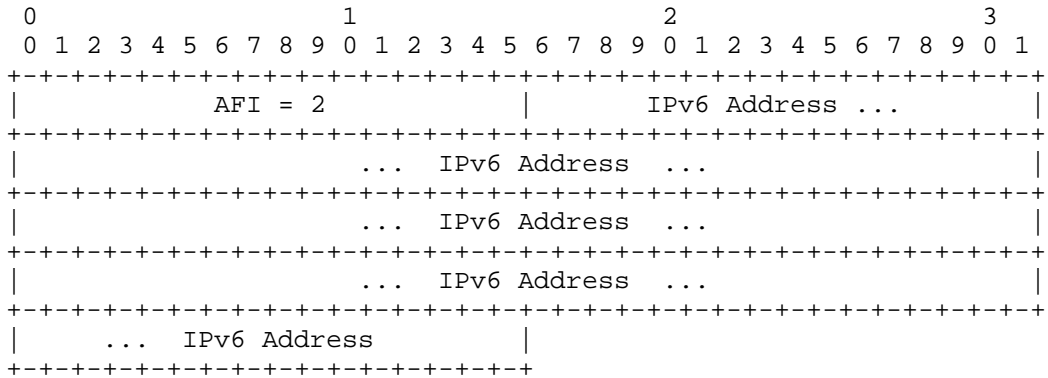 0                   1                   2                   3
 0 1 2 3 4 5 6 7 8 9 0 1 2 3 4 5 6 7 8 9 0 1 2 3 4 5 6 7 8 9 0 1
+-+-+-+-+-+-+-+-+-+-+-+-+-+-+-+-+-+-+-+-+-+-+-+-+-+-+-+-+-+-+-+-+
|            AFI = 2            |       IPv6 Address ...        |
+-+-+-+-+-+-+-+-+-+-+-+-+-+-+-+-+-+-+-+-+-+-+-+-+-+-+-+-+-+-+-+-+
|                     ...  IPv6 Address  ...                    |
+-+-+-+-+-+-+-+-+-+-+-+-+-+-+-+-+-+-+-+-+-+-+-+-+-+-+-+-+-+-+-+-+
|                     ...  IPv6 Address  ...                    |
+-+-+-+-+-+-+-+-+-+-+-+-+-+-+-+-+-+-+-+-+-+-+-+-+-+-+-+-+-+-+-+-+
|                     ...  IPv6 Address  ...                    |
+-+-+-+-+-+-+-+-+-+-+-+-+-+-+-+-+-+-+-+-+-+-+-+-+-+-+-+-+-+-+-+-+
|     ...  IPv6 Address         |
+-+-+-+-+-+-+-+-+-+-+-+-+-+-+-+-+